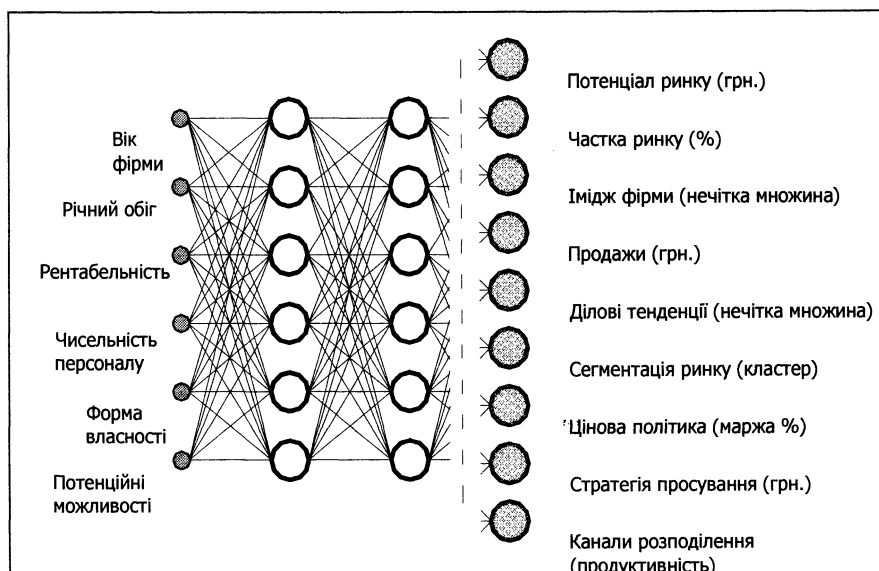 Вік
фірми
Річний обіг
Рентабельність
Чисельність
персоналу
Форма
власності
Потенційні
можливості
Потенціал ринку (грн.)
Частка ринку (%)
Імідж фірми (нечітка множина)
Продажи (грн.)
Ділові тенденції (нечітка множина)
Сегментація ринку (кластер)
Цінова політика (маржа %)
Стратегія просування (грн.)
Канали розподілення
(продуктивність)